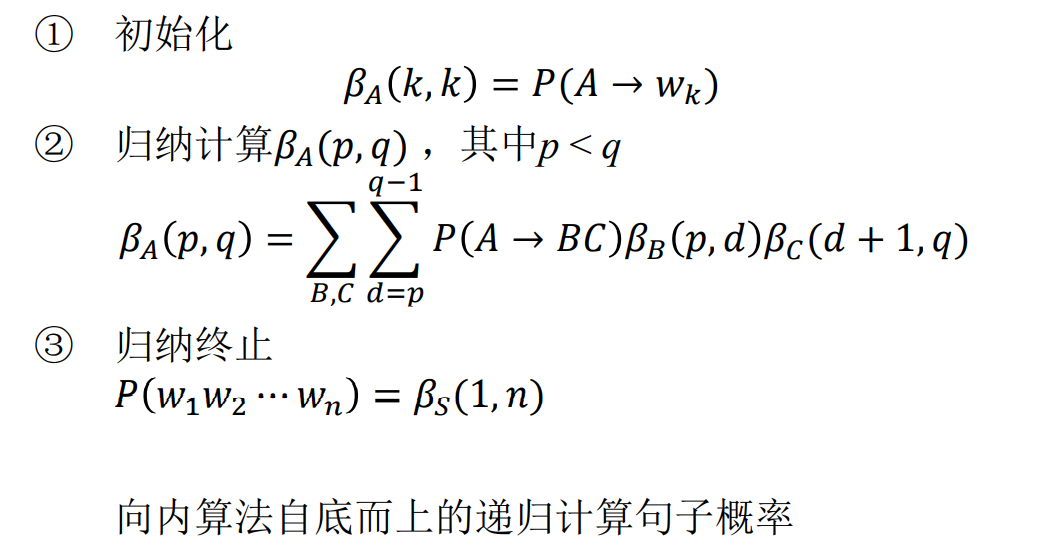 ① 初始化
β_A(k, k) = P(A → w_k)
② 归纳计算β_A(p, q) ，其中p < q
β_A(p, q) = ∑_{B,C} ∑_{d=p}^{q−1} P(A → BC)β_B(p, d)β_C(d + 1, q)
③ 归纳终止
P(w_1w_2 ⋯ w_n) = β_S(1, n)
向内算法自底而上的递归计算句子概率